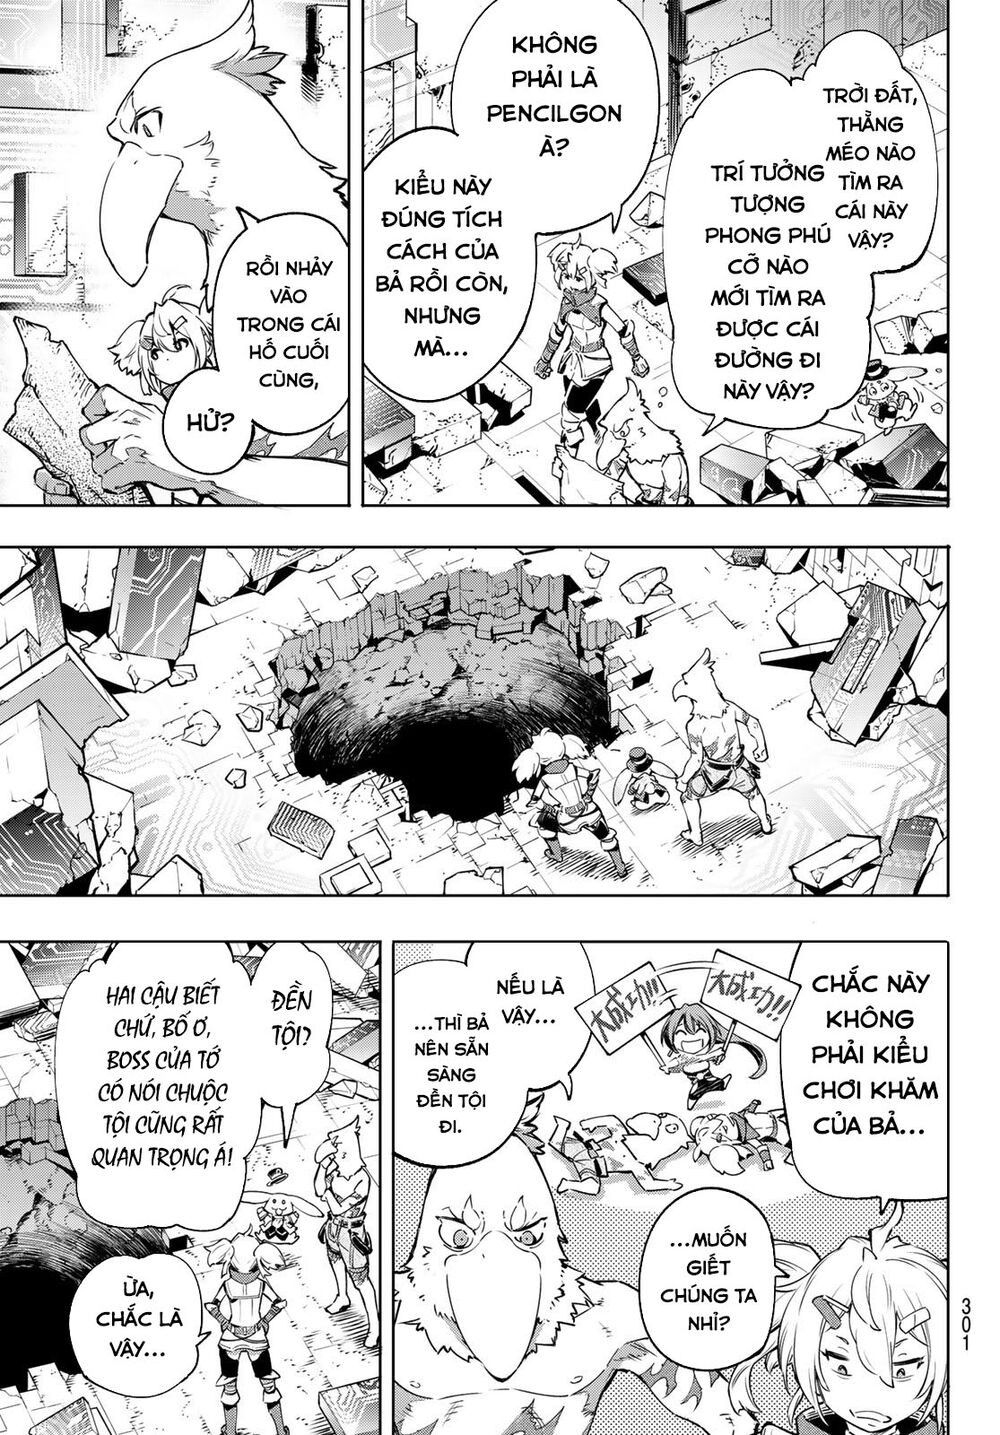 TRỜI ĐẤT,
THẰNG
MÉO NÀO
TÌM RA
CÁI NÀY
VẬY?
TRÍ TƯỞNG
TƯỢNG
PHONG PHÚ
CỠ NÀO
MỚI TÌM RA
ĐƯỢC CÁI
ĐƯỜNG ĐI
NÀY VẬY?
KHÔNG
PHẢI LÀ
PENCILGON
À?
KIỂU NÀY
ĐÚNG TÍCH
CÁCH CỦA
BẢ RỒI CÒN,
NHƯNG
MÀ...
RỒI NHẢY
VÀO
TRONG CÁI
HỐ CUỐI
CÙNG,
HỬ?
CHẮC NÀY
KHÔNG
PHẢI KIỂU
CHƠI KHĂM
CỦA BẢ...
大成功!!
大成功!!
...MUỐN
GIẾT
CHÚNG TA
NHỈ?
NẾU LÀ
VẬY...
...THÌ BẢ
NÊN SẴN
SÀNG
ĐỀN TỘI
ĐI.
ĐỀN
TỘI?
HAI CẬU BIẾT
CHỨ, BỐ Ơ,
BOSS CỦA TỚ
CÓ NÓI CHUỘC
TỘI CŨNG RẤT
QUAN TRỌNG Á!
ỪA,
CHẮC LÀ
VẬY...
301